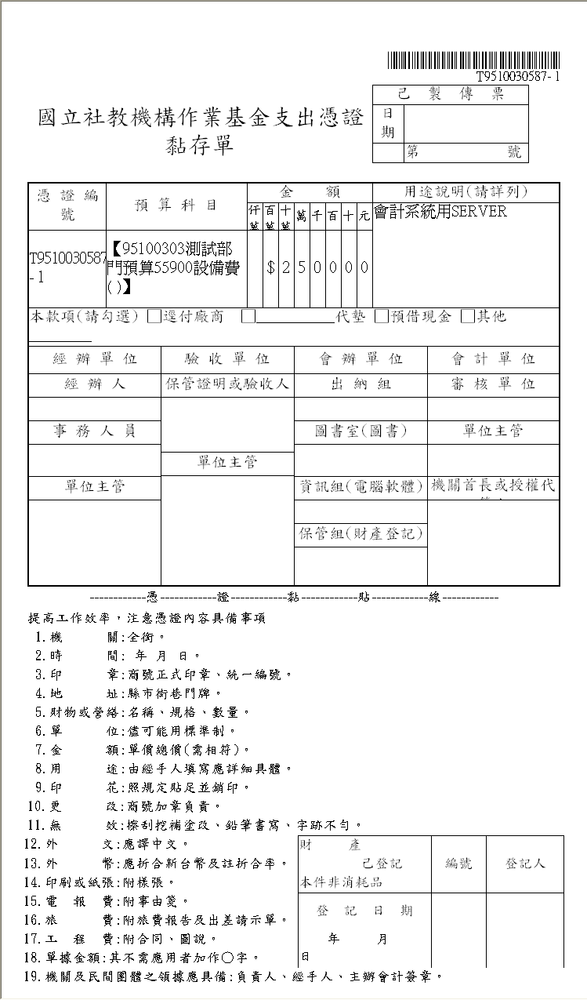 T9510030587-1
已製傳票
日期
第 號
國立社教機構作業基金支出憑證
黏存單
憑證編號
預算科目
金 額
用途說明(請詳列)
仟萬 百萬 十萬 萬 千 百 十 元
會計系統用SERVER
T9510030587-1
【95100303測試部
門預算55900設備費
()】
$ 2 5 0 0 0 0
本款項(請勾選) □逕付廠商 □__________代墊 □預借現金 □其他
________
經辦單位 驗收單位 會辦單位 會計單位
經辦人 保管證明或驗收人 出納組 審核單位
事務人員 圖書室(圖書) 單位主管
單位主管
單位主管 資訊組(電腦軟體) 機關首長或授權代
保管組(財產登記)
------------憑------------證------------黏------------貼------------線------------
提高工作效率，注意憑證內容具備事項
1.機 關:全銜。
2.時 間: 年 月 日。
3.印 章:商號正式印章、統一編號。
4.地 址:縣市街巷門牌。
5.財物或營繕:名稱、規格、數量。
6.單 位:儘可能用標準制。
7.金 額:單價總價(需相符)。
8.用 途:由經手人填寫應詳細具體。
9.印 花:照規定貼足並銷印。
10.更 改:商號加章負責。
11.無 效:擦刮挖補塗改、鉛筆書寫、字跡不勻。
12.外 文:應譯中文。
13.外 幣:應折合新台幣及註折合率。
14.印刷或紙張:附樣張。
15.電 報 費:附事由箋。
16.旅 費:附旅費報告及出差請示單。
17.工 程 費:附合同、圖說。
18.單據金額:其不需應用者加作○字。
19.機關及民間團體之領據應具備:負責人、經手人、主辦會計簽章。
財 產
已登記
本件非消耗品
編號 登記人
登記日期
年 月
日